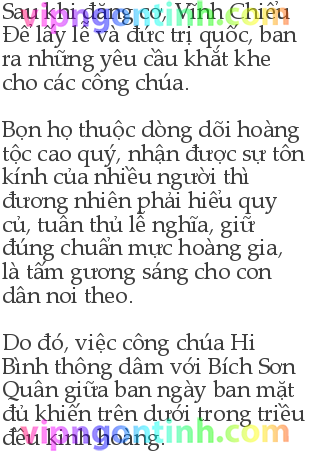 Sau khi đăng cơ, Vĩnh Chiểu
vipngontinh.com
Đế lấy lễ và đức trị quốc, ban
ra những yêu cầu khắt khe
cho các công chúa.
Bọn họ thuộc dòng dõi hoàng
tộc cao quý, nhận được sự tôn
kính của nhiều người thì
đương nhiên phải hiểu quy
củ, tuân thủ lễ nghĩa, giữ
đúng chuẩn mực hoàng gia,
là tấm gương sáng cho con
dân noi theo.
Do đó, việc công chúa Hi
Bình thông dâm với Bích Sơn
Quân giữa ban ngày ban mặt
đủ khiến trên dưới trong triều
đều kinh hoàng.
vipngontinh.com